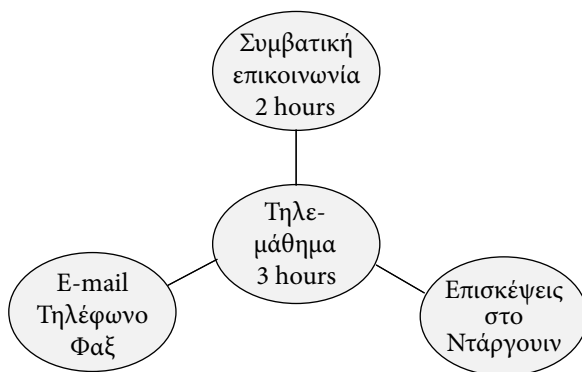 Συμβατική
επικοινωνία
2 hours
Τηλε-
μάθημα
3 hours
E-mail
Τηλέφωνο
Φαξ
Επισκέψεις
στο
Ντάργουιν